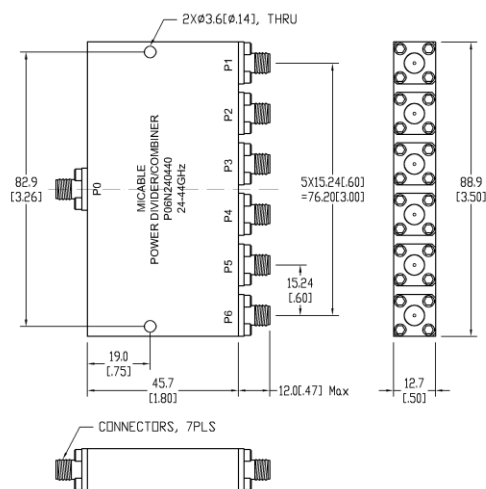 2XØ3.6[Ø.14], THRU
P1
P2
P3
P4
P5
P6
P0
MICABLE
POWER DIVIDER/COMBINER
P06N240440
24-44GHz
82.9
[3.26]
5X15.24[.60]
=76.20[3.00]
15.24
[.60]
88.9
[3.50]
19.0
[.75]
45.7
[1.80]
12.0[.47] Max
12.7
[.50]
CONNECTORS, 7PLS